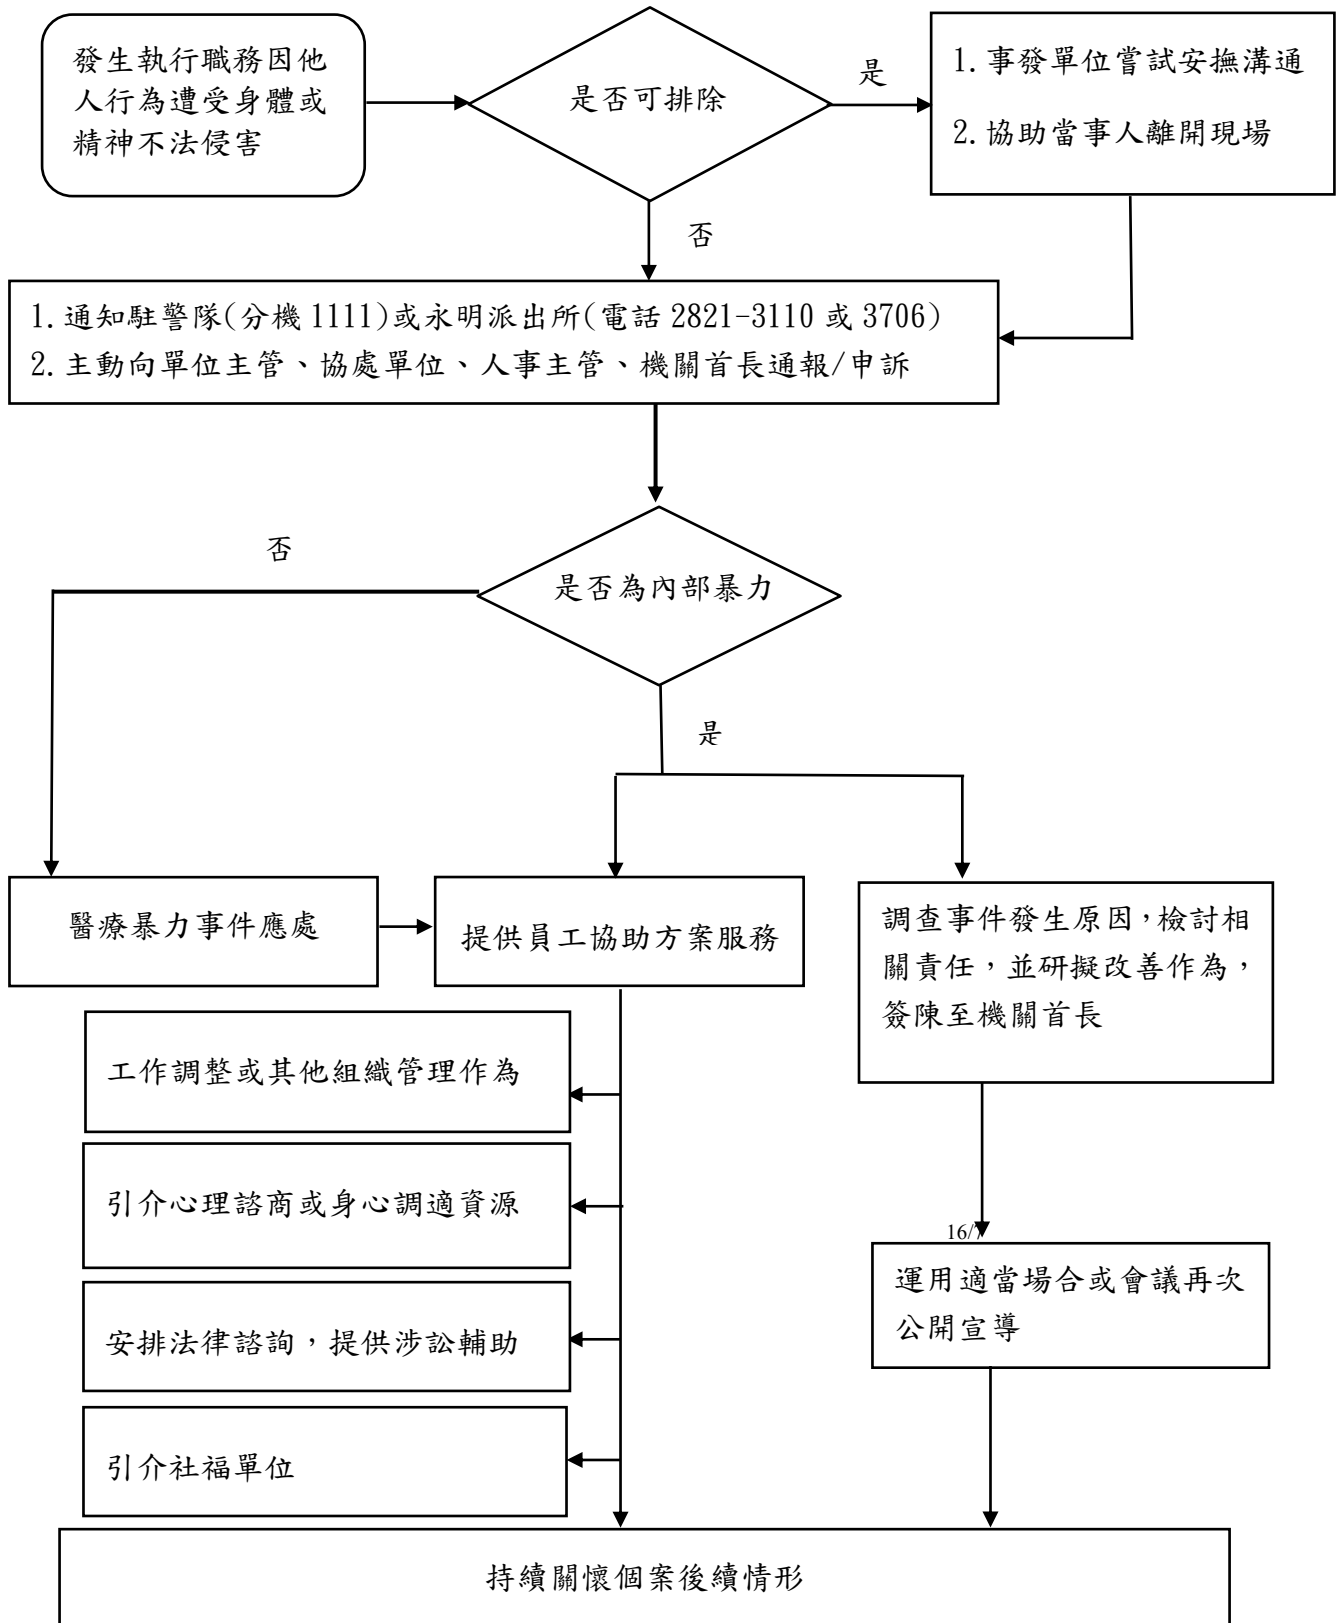 發生執行職務因他
人行為遭受身體或
精神不法侵害
是否可排除
是
1.事發單位嘗試安撫溝通
2.協助當事人離開現場
否
1.通知駐警隊(分機 1111)或永明派出所(電話 2821-3110 或 3706)
2.主動向單位主管、協處單位、人事主管、機關首長通報/申訴
否
是否為內部暴力
是
醫療暴力事件應處
提供員工協助方案服務
調查事件發生原因,檢討相
關責任,並研擬改善作為,
簽陳至機關首長
工作調整或其他組織管理作為
引介心理諮商或身心調適資源
16/
運用適當場合或會議再次
公開宣導
安排法律諮詢,提供涉訟輔助
引介社福單位
持續關懷個案後續情形